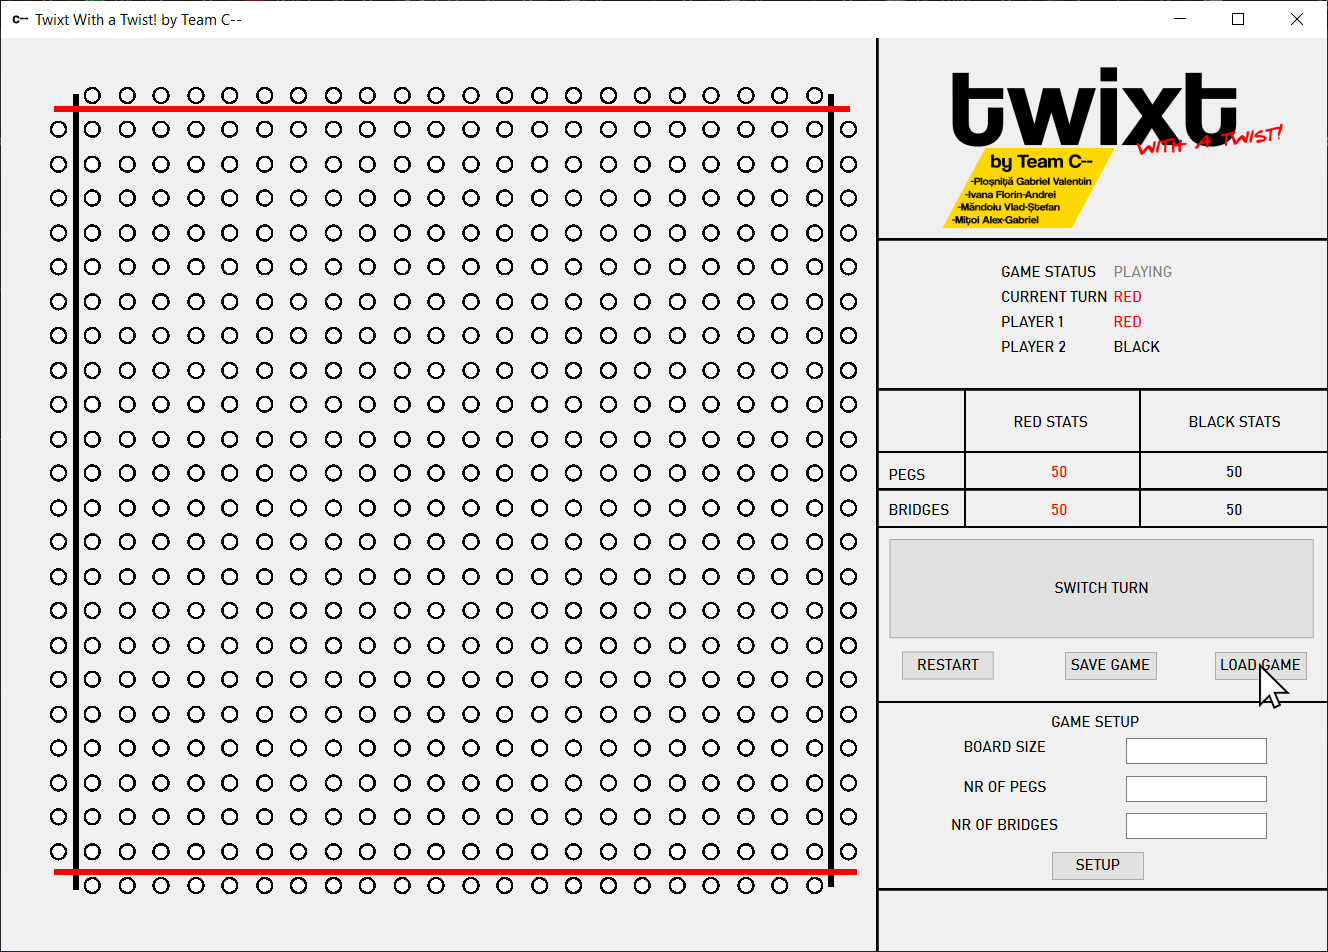 C-- Twixt With a Twist! by Team C--
twixt
WITH A TWIST!
by Team C--
-Ploșniță Gabriel Valentin
-Ivana Florin-Andrei
-Măndoiu Vlad-Ștefan
-Mițoi Alex-Gabriel
GAME STATUS PLAYING
CURRENT TURN RED
PLAYER 1 RED
PLAYER 2 BLACK
RED STATS BLACK STATS
PEGS 50 50
BRIDGES 50 50
SWITCH TURN
RESTART SAVE GAME LOAD GAME
GAME SETUP
BOARD SIZE
NR OF PEGS
NR OF BRIDGES
SETUP